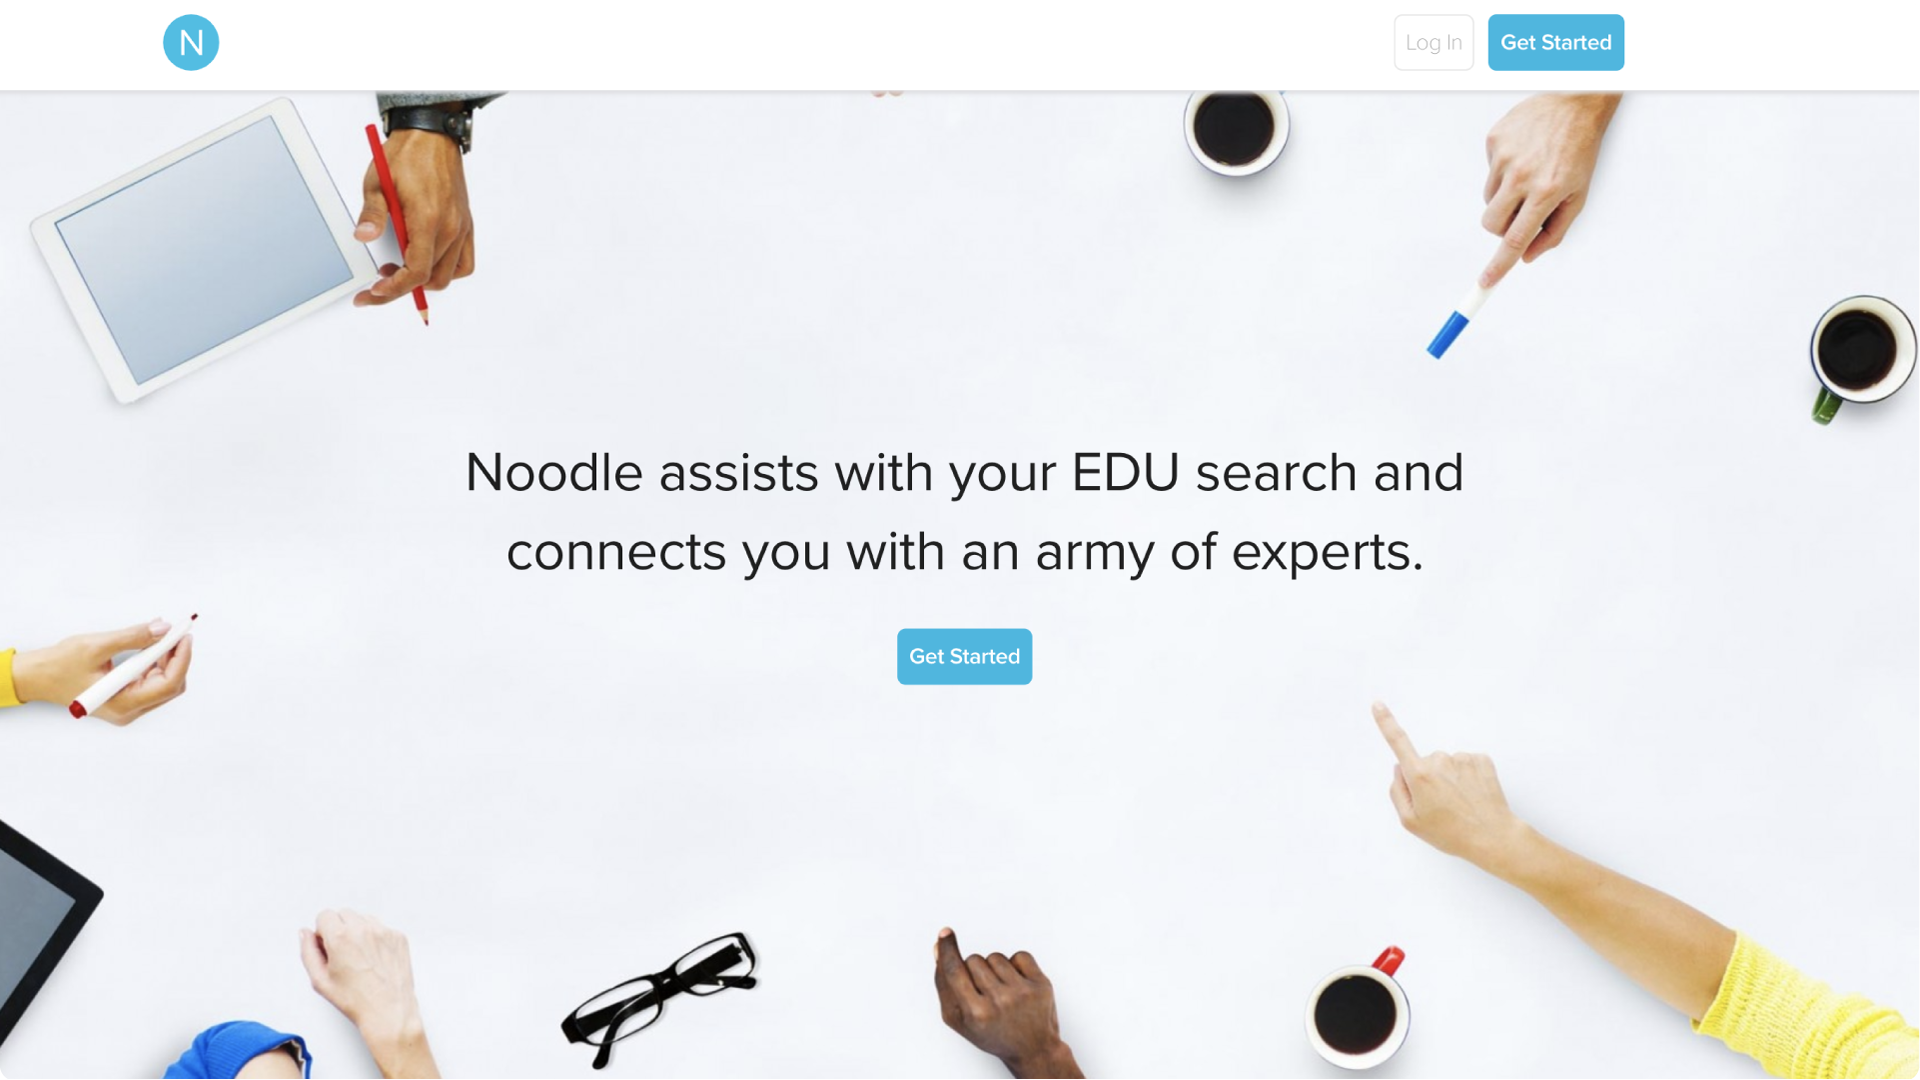 N
Log In
Get Started
Noodle assists with your EDU search and
connects you with an army of experts.
Get Started